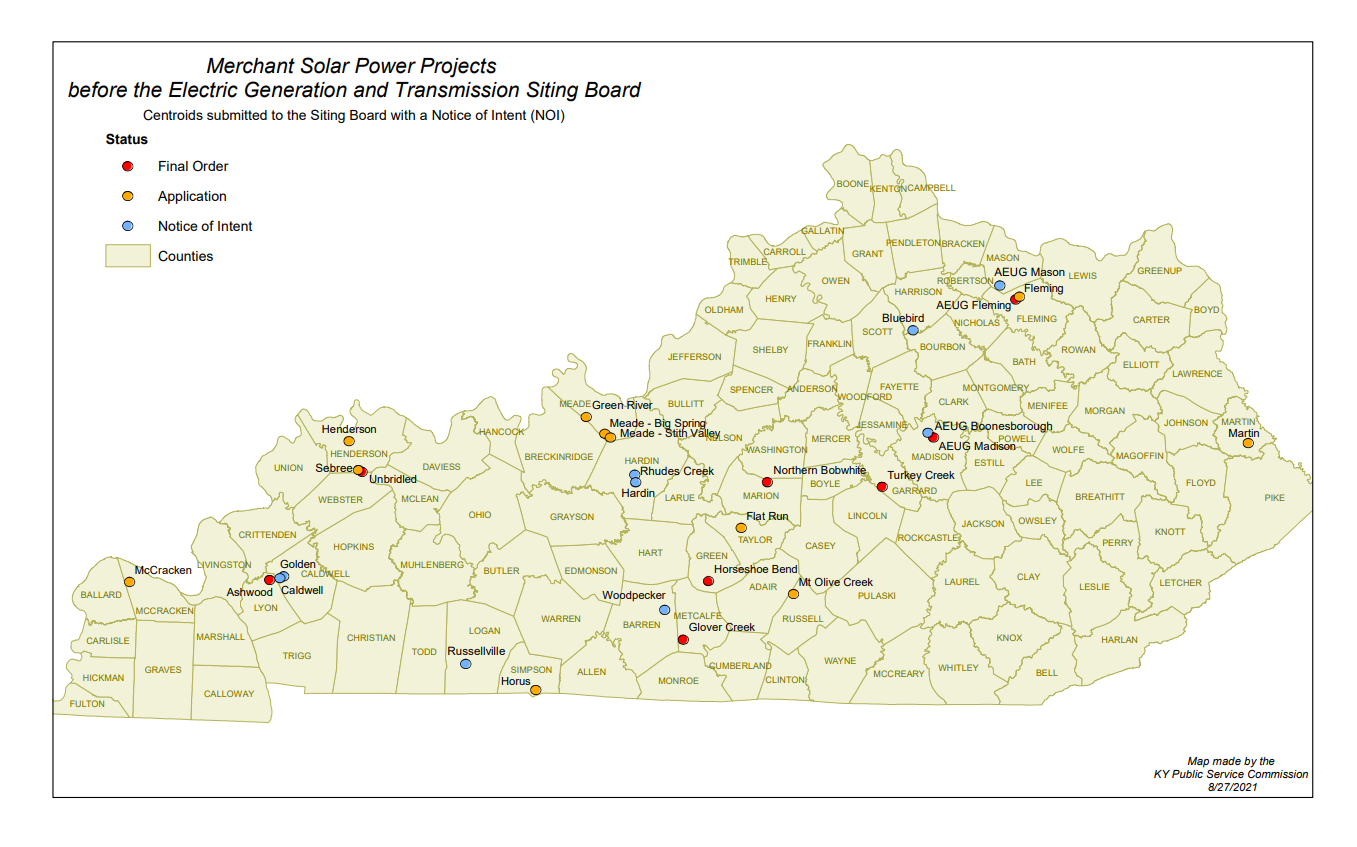 Merchant Solar Power Projects
before the Electric Generation and Transmission Siting Board
Centroids submitted to the Siting Board with a Notice of Intent (NOI)
Status
Final Order
Application
Notice of Intent
Counties
BOONE
KENTON
CAMPBELL
GALLATIN
PENDLETON
BRACKEN
CARROLL
GRANT
MASON
TRIMBLE
AEUG Mason
LEWIS
GREENUP
OWEN
ROBERTSON
HARRISON
Fleming
HENRY
AEUG Fleming
OLDHAM
BOYD
Bluebird
NICHOLAS
FLEMING
CARTER
SCOTT
FRANKLIN
BOURBON
SHELBY
ROWAN
JEFFERSON
BATH
ELLIOTT
LAWRENCE
SPENCER
ANDERSON
FAYETTE
MONTGOMERY
WOODFORD
CLARK
MEADE
Green River
BULLITT
MENIFEE
MORGAN
Meade - Big Spring
JESSAMINE
AEUG Boonesborough
JOHNSON
MARTIN
Henderson
HANCOCK
Meade - Stith Valley
NELSON
MERCER
POWELL
Martin
WASHINGTON
AEUG Madison
WOLFE
HENDERSON
BRECKINRIDGE
MADISON
MAGOFFIN
HARDIN
ESTILL
UNION
Sebree
DAVIESS
Rhudes Creek
Northern Bobwhite
Unbridled
Turkey Creek
BOYLE
LEE
FLOYD
Hardin
GARRARD
WEBSTER
MCLEAN
LARUE
MARION
BREATHITT
PIKE
OHIO
GRAYSON
Flat Run
LINCOLN
JACKSON
OWSLEY
CRITTENDEN
TAYLOR
ROCKCASTLE
KNOTT
HOPKINS
CASEY
PERRY
HART
GREEN
LIVINGSTON
Golden
MUHLENBERG
BUTLER
EDMONSON
Horseshoe Bend
McCracken
CALDWELL
CLAY
Mt Olive Creek
LAUREL
LETCHER
BALLARD
Ashwood
Caldwell
ADAIR
LESLIE
Woodpecker
PULASKI
LYON
MCCRACKEN
METCALFE
WARREN
RUSSELL
BARREN
Glover Creek
LOGAN
MARSHALL
CHRISTIAN
KNOX
HARLAN
CARLISLE
TODD
Russellville
TRIGG
WAYNE
CUMBERLAND
WHITLEY
GRAVES
SIMPSON
ALLEN
MCCREARY
BELL
HICKMAN
Horus
MONROE
CLINTON
CALLOWAY
FULTON
Map made by the
KY Public Service Commission
8/27/2021